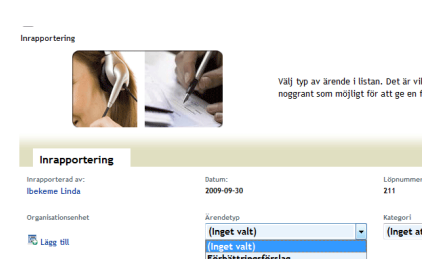 Inrapportering
Välj typ av ärende i listan. Det är
noggrant som möjligt för att ge en
Inrapportering
Inrapporterad av:
Datum:
Löpnummer
Ibekeme Linda
2009-09-30
211
Organisationsenhet
Ärendetyp
Kategori
(Inget valt)
(Inget
Lägg till
(Inget valt)
Förbättringsförslag